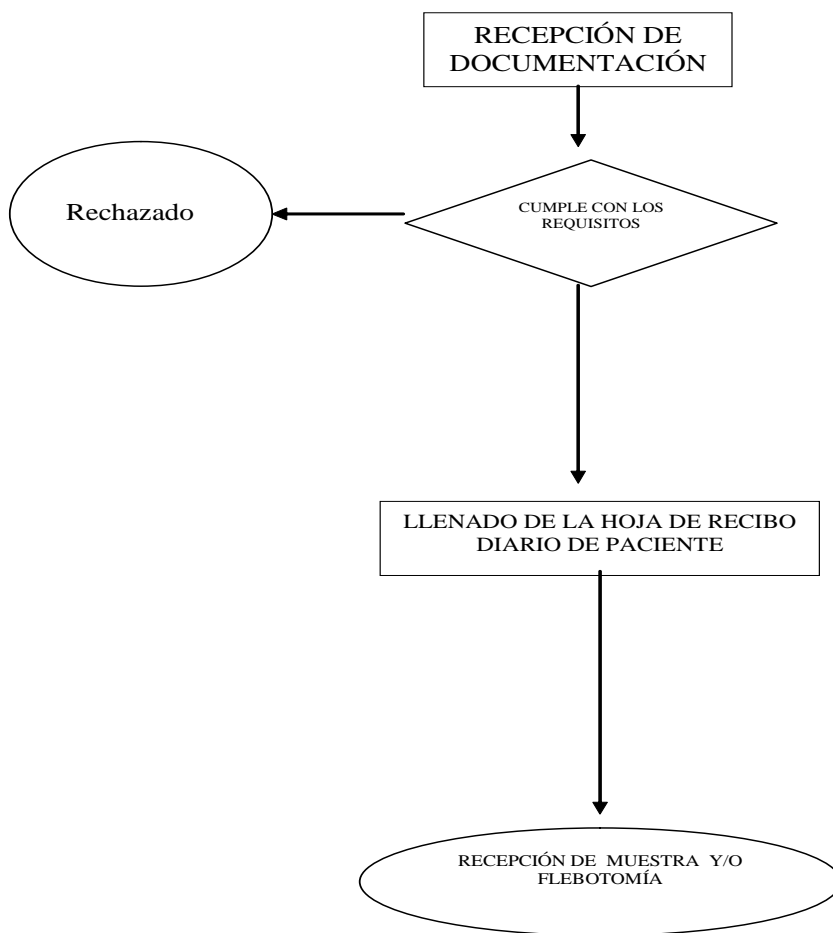 RECEPCIÓN DE
DOCUMENTACIÓN
Rechazado
CUMPLE CON LOS
REQUISITOS
LLENADO DE LA HOJA DE RECIBO
DIARIO DE PACIENTE
RECEPCIÓN DE MUESTRA Y/O
FLEBOTOMÍA